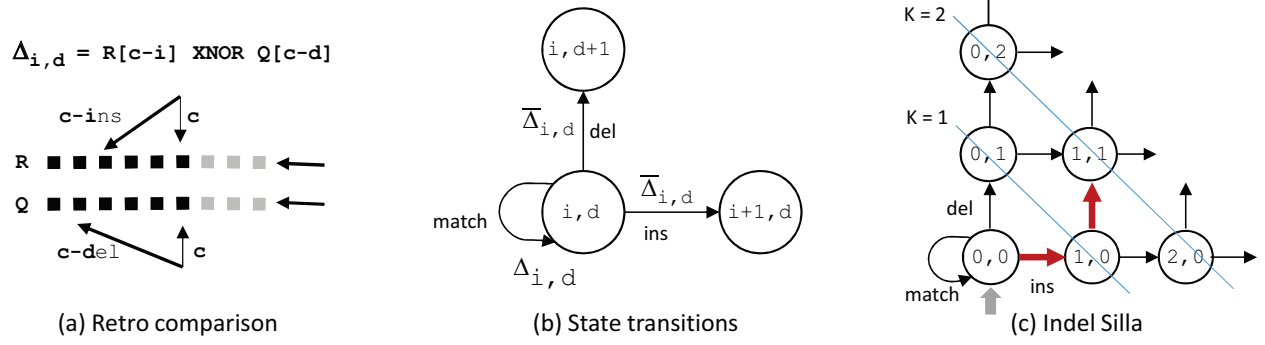 Δi,d = R[c-i] XNOR Q[c-d]
c-ins
c
R
Q
c-del
c
(a) Retro comparison
i,d+1
Δ̅i,d
del
match
i,d
Δ̅i,d
ins
i+1,d
Δi,d
(b) State transitions
K = 2
0,2
K = 1
0,1
1,1
del
0,0
1,0
2,0
match
ins
(c) Indel Silla